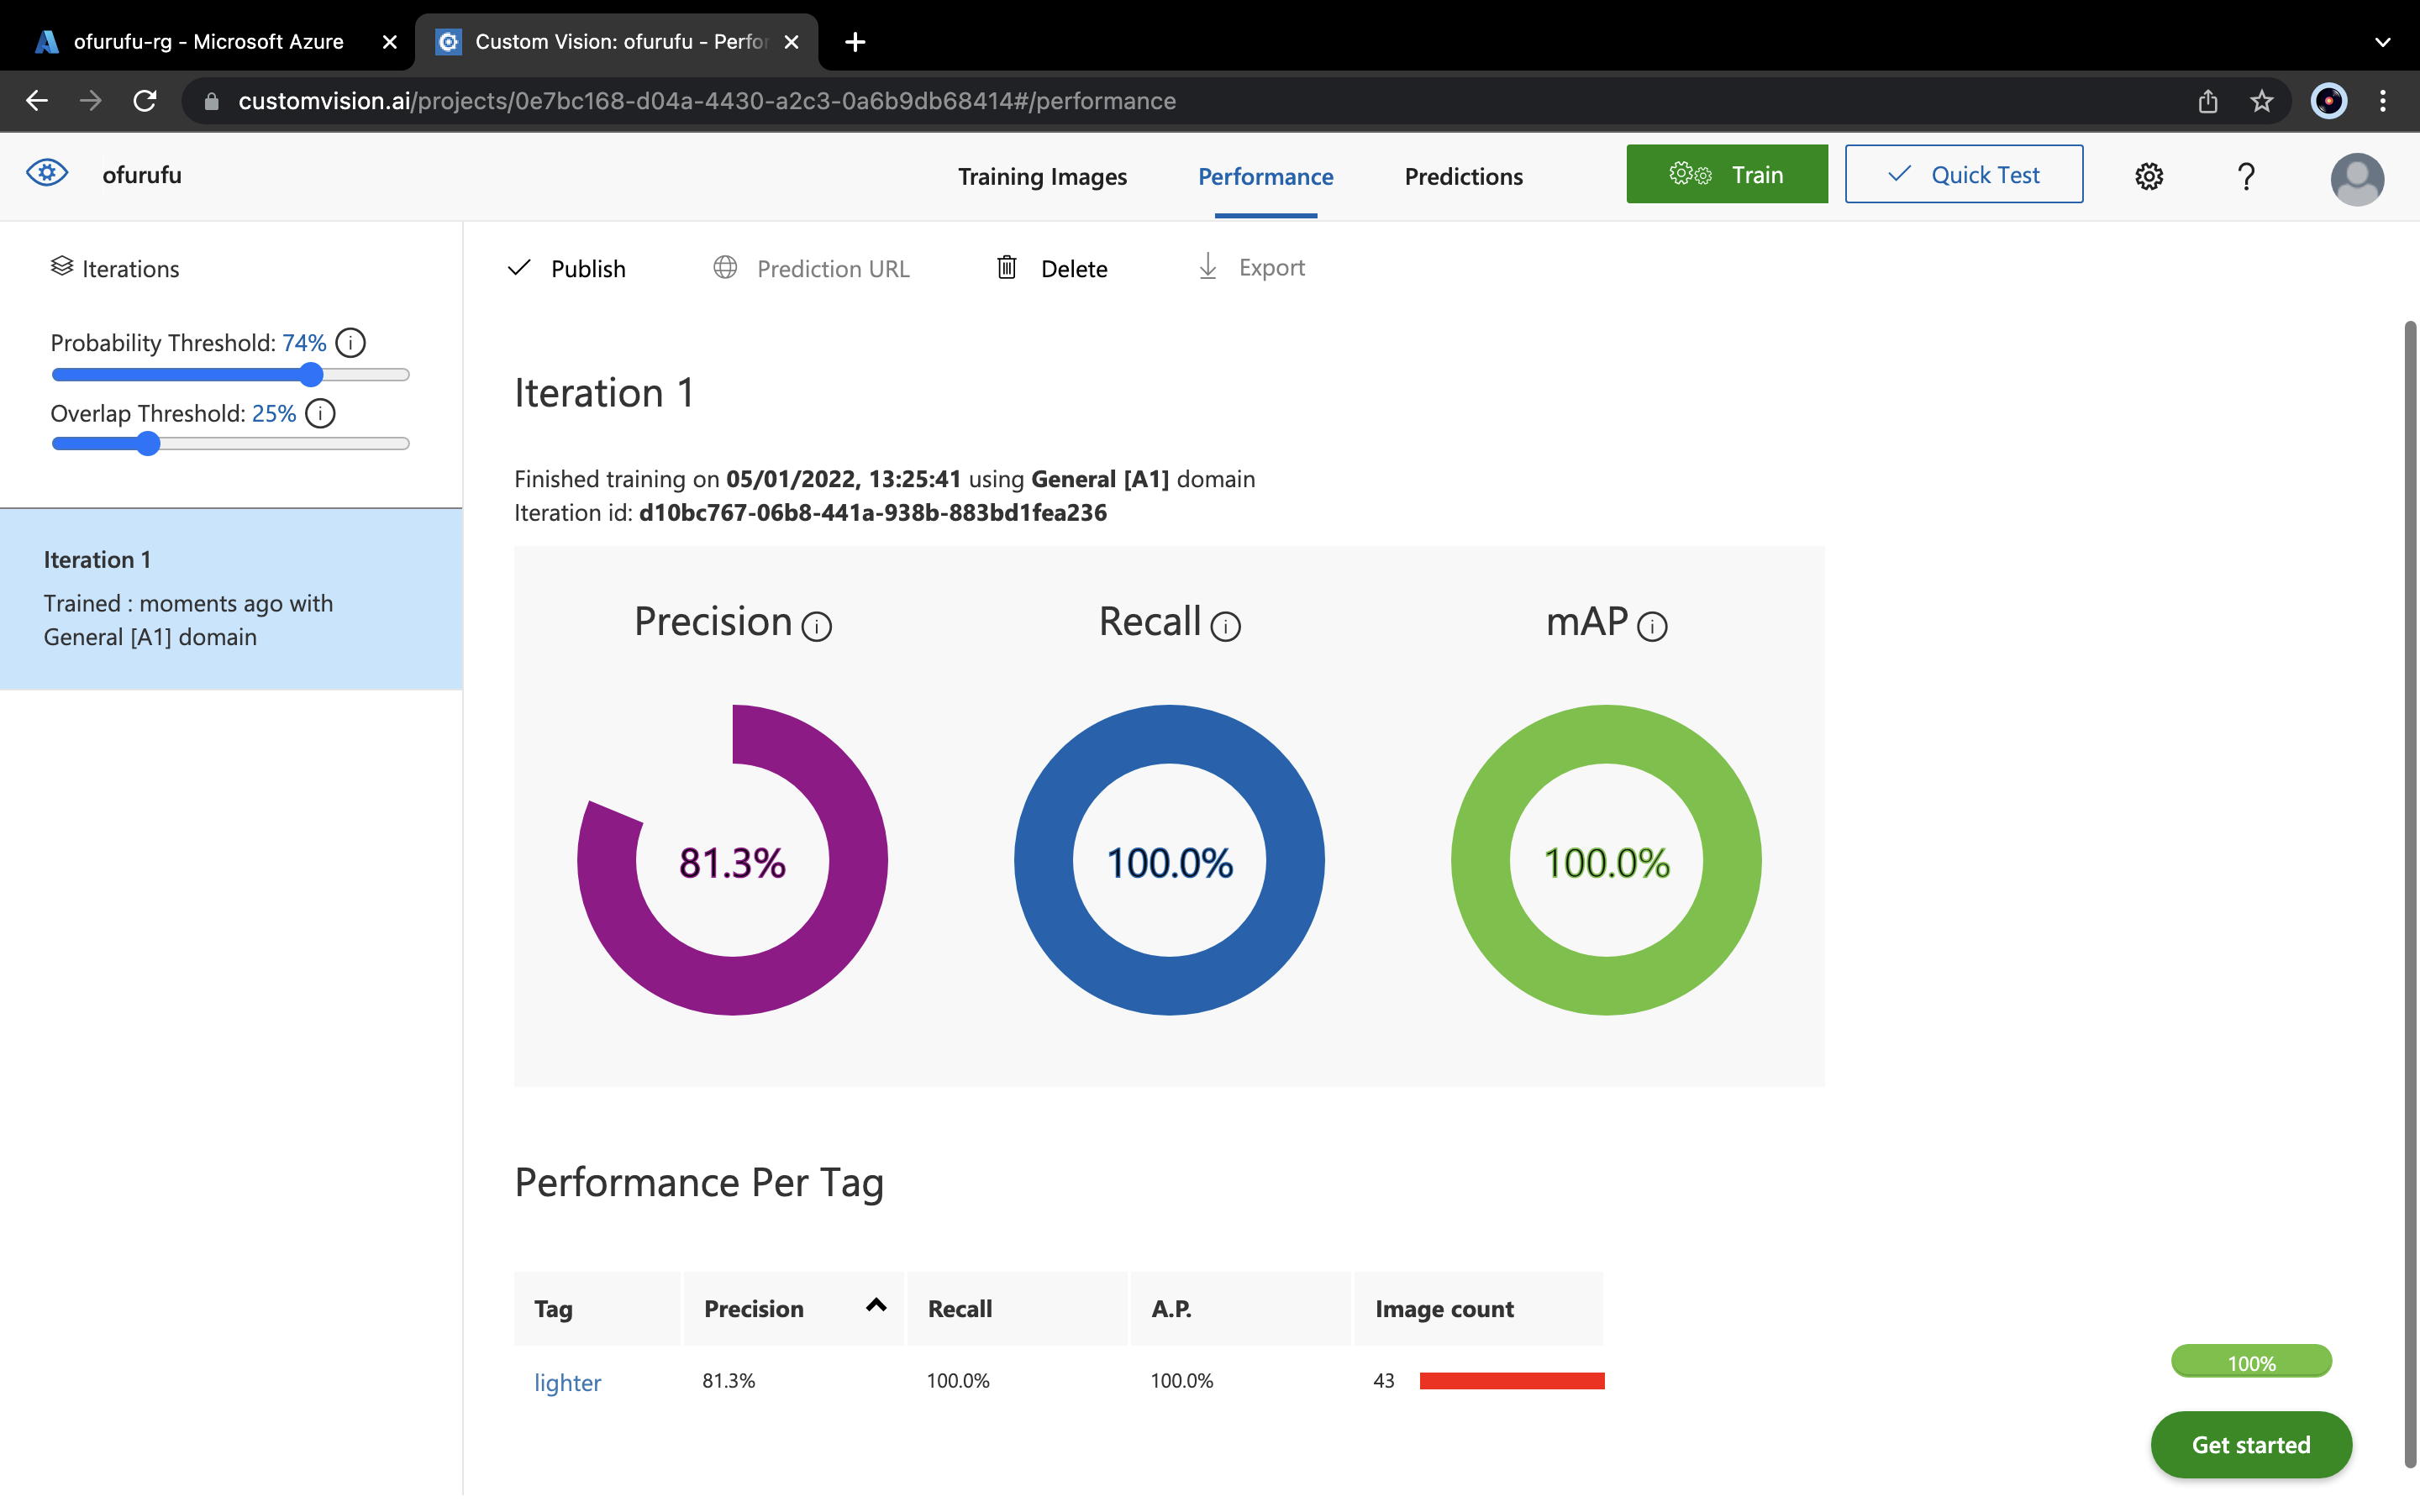 ofurufu-rg - Microsoft Azure
Custom Vision: ofurufu - Perfor
customvision.ai/projects/0e7bc168-d04a-4430-a2c3-0a6b9db68414#/performance
ofurufu
Training Images
Performance
Predictions
Train
Quick Test
Iterations
Publish
Prediction URL
Delete
Export
Probability Threshold: 74%
Overlap Threshold: 25%
Iteration 1
Trained : moments ago with
General [A1] domain
Iteration 1
Finished training on 05/01/2022, 13:25:41 using General [A1] domain
Iteration id: d10bc767-06b8-441a-938b-883bd1fea236
Precision
Recall
mAP
81.3%
100.0%
100.0%
Performance Per Tag
Tag Precision Recall A.P. Image count
lighter 81.3% 100.0% 100.0% 43
100%
Get started